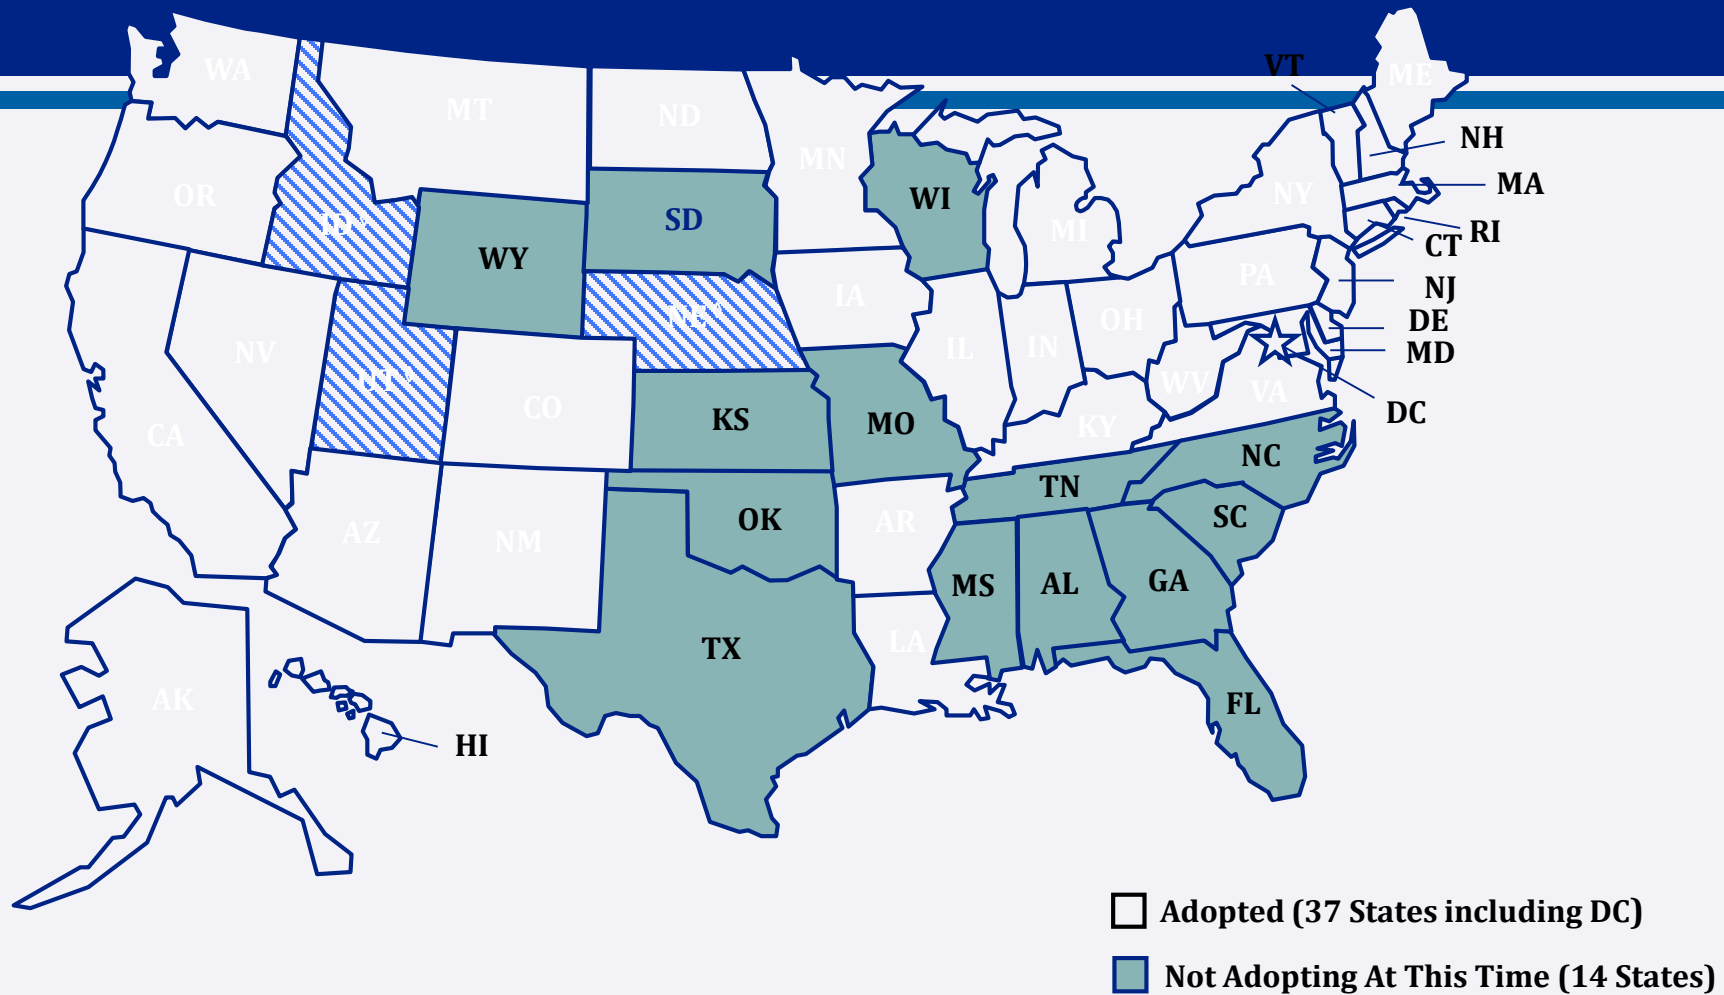 VT
ME
WA
MT
ND
NH
MN
MA
OR
WI
NY
SD
MI
RI
CT
WY
PA
NJ
IA
DE
OH
NV
IL
IN
MD
WV
VA
CO
DC
KS
MO
CA
KY
NC
TN
OK
AR
SC
AZ
NM
MS
AL
GA
TX
LA
AK
FL
HI
Adopted (37 States including DC)
Not Adopting At This Time (14 States)